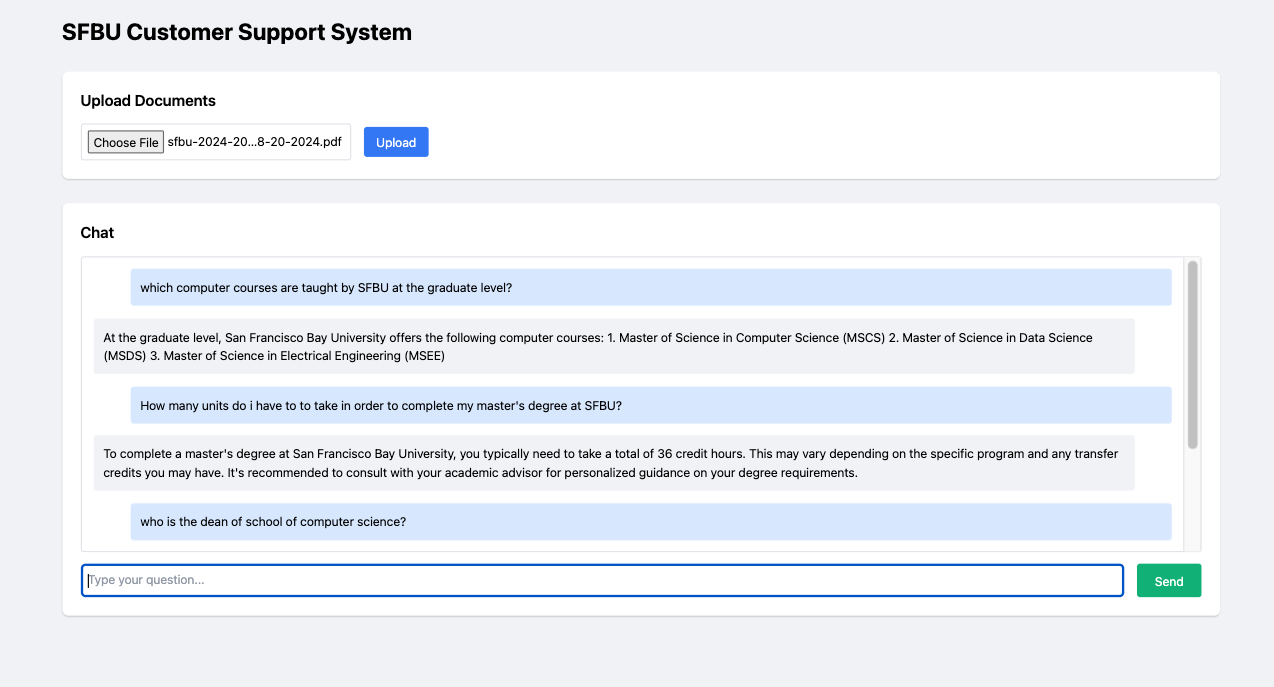 SFBU Customer Support System
Upload Documents
Choose File sfbu-2024-20...8-20-2024.pdf Upload
Chat
which computer courses are taught by SFBU at the graduate level?
At the graduate level, San Francisco Bay University offers the following computer courses: 1. Master of Science in Computer Science (MSCS) 2. Master of Science in Data Science
(MSDS) 3. Master of Science in Electrical Engineering (MSEE)
How many units do i have to to take in order to complete my master's degree at SFBU?
To complete a master's degree at San Francisco Bay University, you typically need to take a total of 36 credit hours. This may vary depending on the specific program and any transfer
credits you may have. It's recommended to consult with your academic advisor for personalized guidance on your degree requirements.
who is the dean of school of computer science?
Type your question... Send